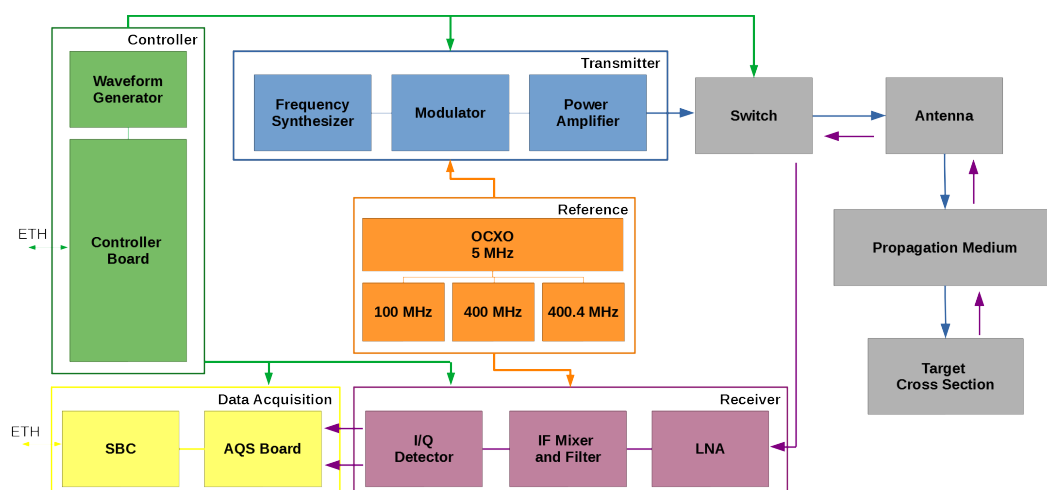 Controller
Waveform
Generator
Controller
Board
ETH
Transmitter
Frequency
Synthesizer
Modulator
Power
Amplifier
Switch
Antenna
Reference
OCXO
5 MHz
100 MHz
400 MHz
400.4 MHz
Propagation Medium
Target
Cross Section
Data Acquisition
ETH
SBC
AQS Board
Receiver
I/Q
Detector
IF Mixer
and Filter
LNA